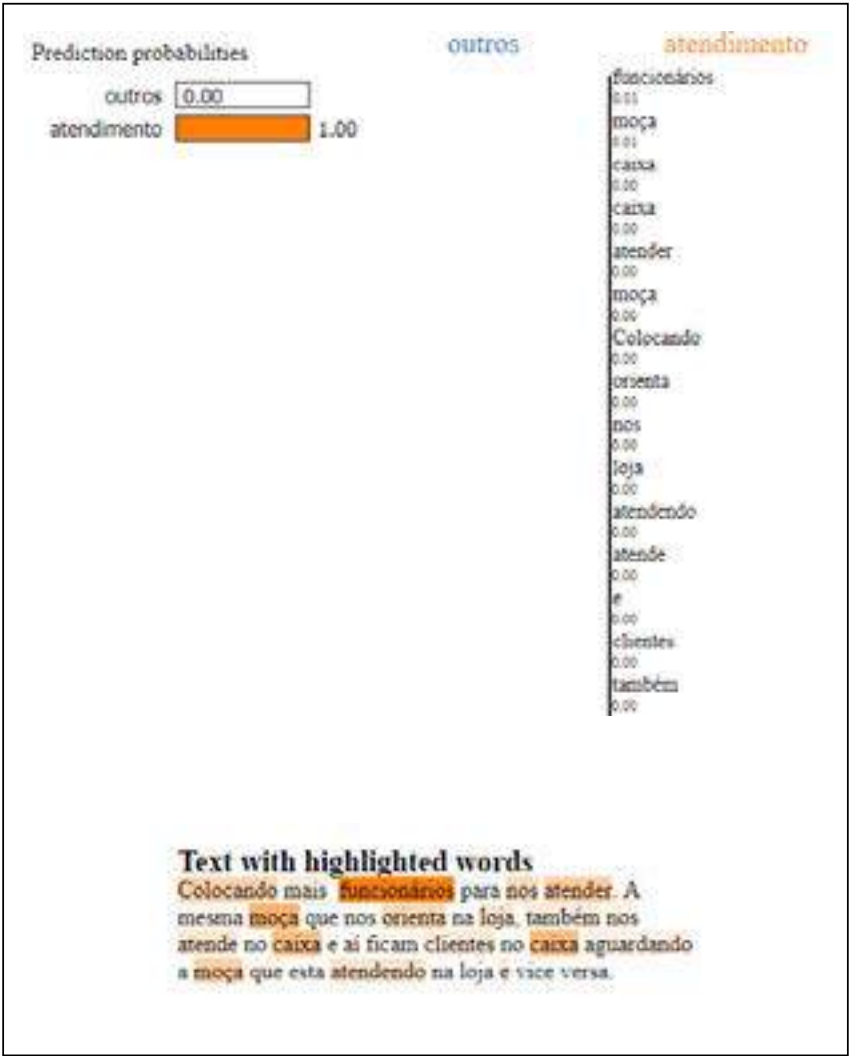 Prediction probabilities
outros 0.00
atendimento 1.00
outros atendimento
funcionários
0.01
moça
0.01
caixa
0.00
caixa
0.00
atender
0.00
moça
0.00
Colocando
0.00
orienta
0.00
nos
0.00
loja
0.00
atendendo
0.00
atende
0.00
e
0.00
clientes
0.00
também
0.00
Text with highlighted words
Colocando mais funcionários para nos atender. A
mesma moça que nos orienta na loja, também nos
atende no caixa e ai ficam clientes no caixa aguardando
a moça que esta atendendo na loja e vice versa.